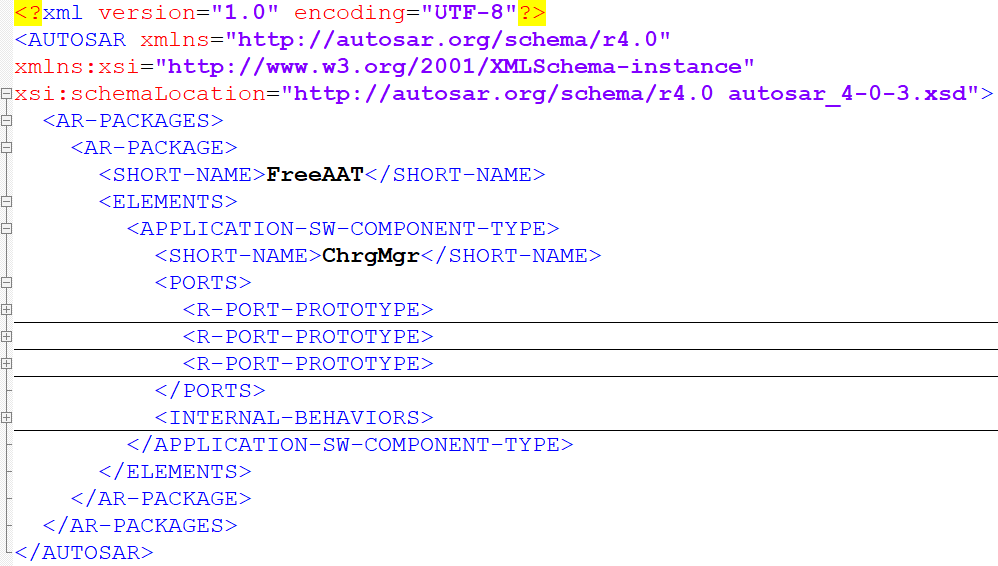 <?xml version="1.0" encoding="UTF-8"?>
<AUTOSAR xmlns="http://autosar.org/schema/r4.0"
xmlns:xsi="http://www.w3.org/2001/XMLSchema-instance"
xsi:schemaLocation="http://autosar.org/schema/r4.0 autosar_4-0-3.xsd">
<AR-PACKAGES>
<AR-PACKAGE>
<SHORT-NAME>FreeAAT</SHORT-NAME>
<ELEMENTS>
<APPLICATION-SW-COMPONENT-TYPE>
<SHORT-NAME>ChrgMgr</SHORT-NAME>
<PORTS>
<R-PORT-PROTOTYPE>
<R-PORT-PROTOTYPE>
<R-PORT-PROTOTYPE>
</PORTS>
<INTERNAL-BEHAVIORS>
</APPLICATION-SW-COMPONENT-TYPE>
</ELEMENTS>
</AR-PACKAGE>
</AR-PACKAGES>
</AUTOSAR>